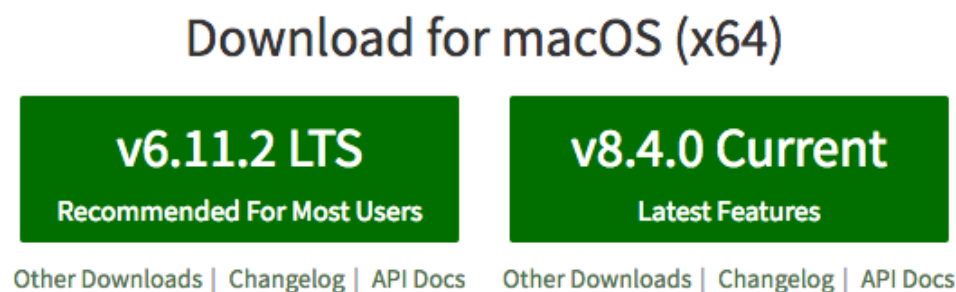 Download for macOS (x64)
v6.11.2 LTS
Recommended For Most Users
Other Downloads | Changelog | API Docs
v8.4.0 Current
Latest Features
Other Downloads | Changelog | API Docs